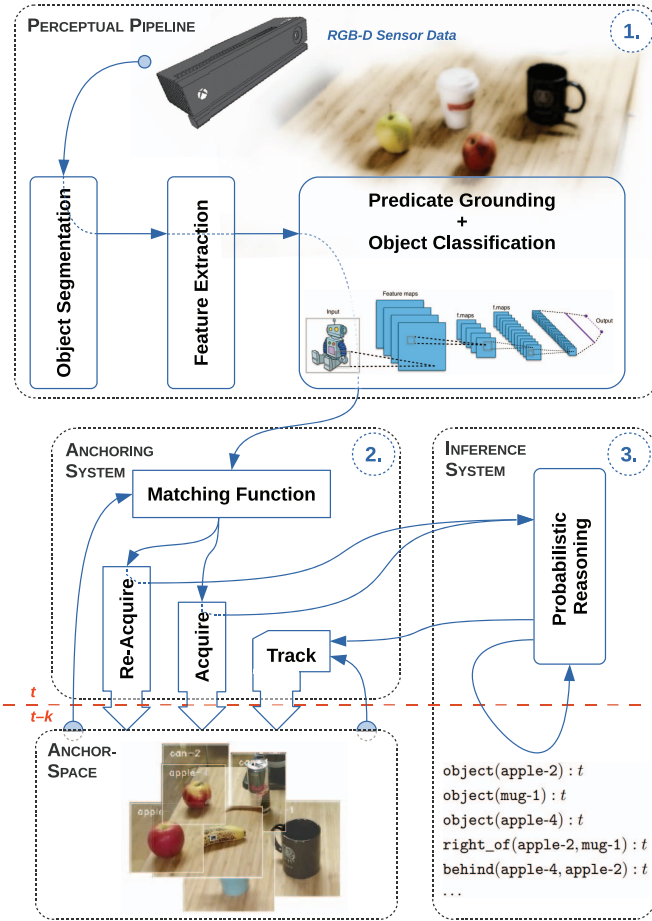 PERCEPTUAL PIPELINE
RGB-D Sensor Data
1.
Object Segmentation
Feature Extraction
Predicate Grounding
+
Object Classification
Input
Feature maps
f.maps
f.maps
Output
ANCHORING
SYSTEM
2.
Matching Function
Re-Acquire
Acquire
Track
INFERENCE
SYSTEM
3.
Probabilistic
Reasoning
t
t–k
ANCHOR-
SPACE
can-2
apple-4
object(apple-2) : t
object(mug-1) : t
object(apple-4) : t
right_of(apple-2, mug-1) : t
behind(apple-4, apple-2) : t
...